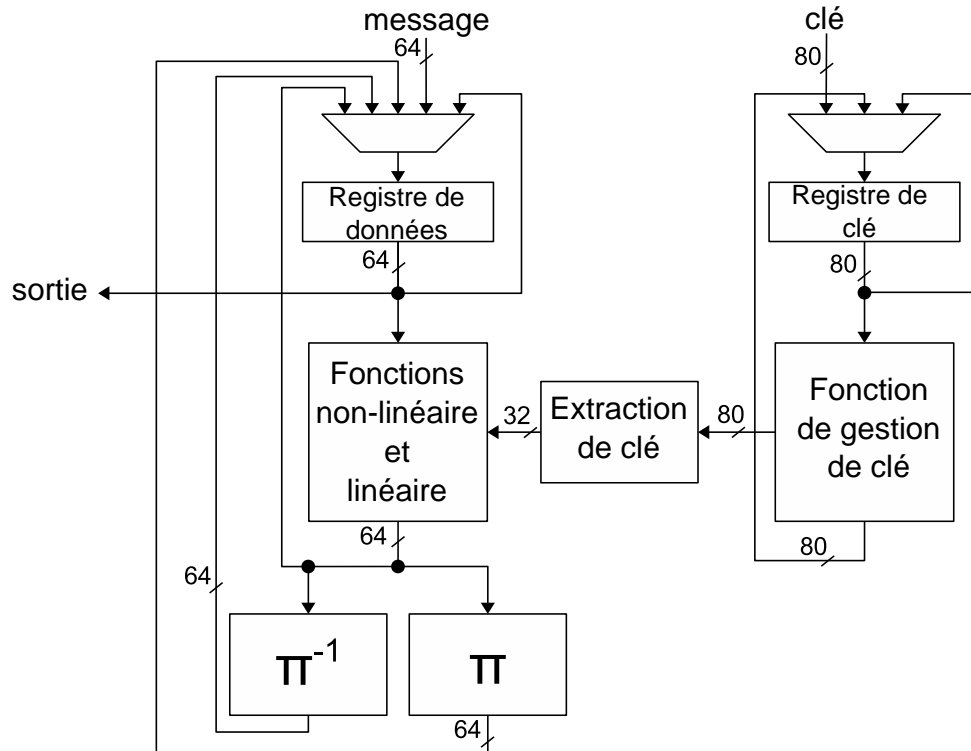 message
clé
64
80
Registre de
données
Registre de
clé
64
80
sortie
Fonctions
non-linéaire
et
linéaire
32
Extraction
de clé
80
Fonction
de gestion
de clé
64
80
64
π-1
π
64